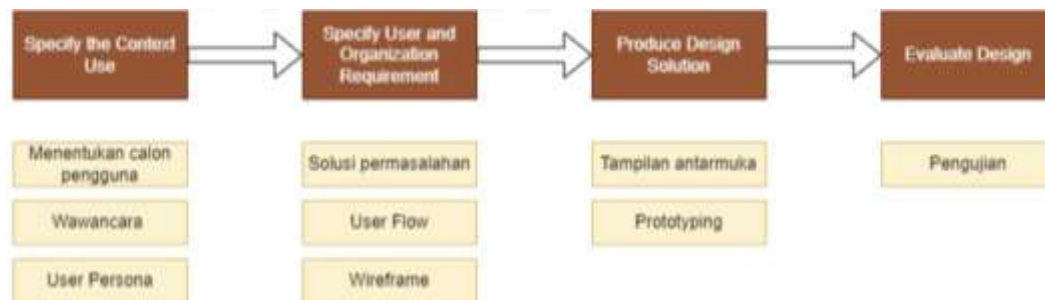 Specify the Context
Use
Specify User and
Organization
Requirement
Produce Design
Solution
Evaluate Design
Menentukan calon
pengguna
Solusi permasalahan
Tampilan antarmuka
Pengujian
Wawancara
User Flow
Prototyping
User Persona
Wireframe